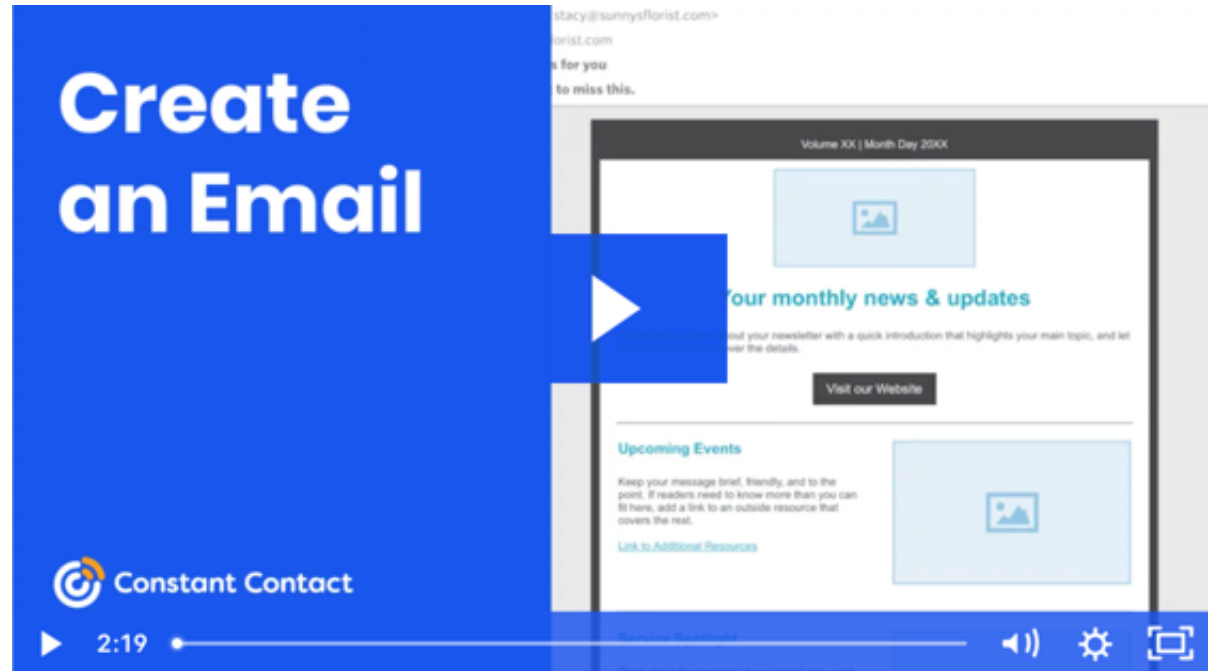 Create
an Email
Constant Contact
2:19
stacy@sunnysflorist.com>
lorist.com
s for you
to miss this.
Volume XX | Month Day 20XX
Your monthly news & updates
out your newsletter with a quick introduction that highlights your main topic, and let
ver the details.
Visit our Website
Upcoming Events
Keep your message brief, friendly, and to the
point. If readers need to know more than you can
fit here, add a link to an outside resource that
covers the rest.
Link to Additional Resources
Service Spotlight